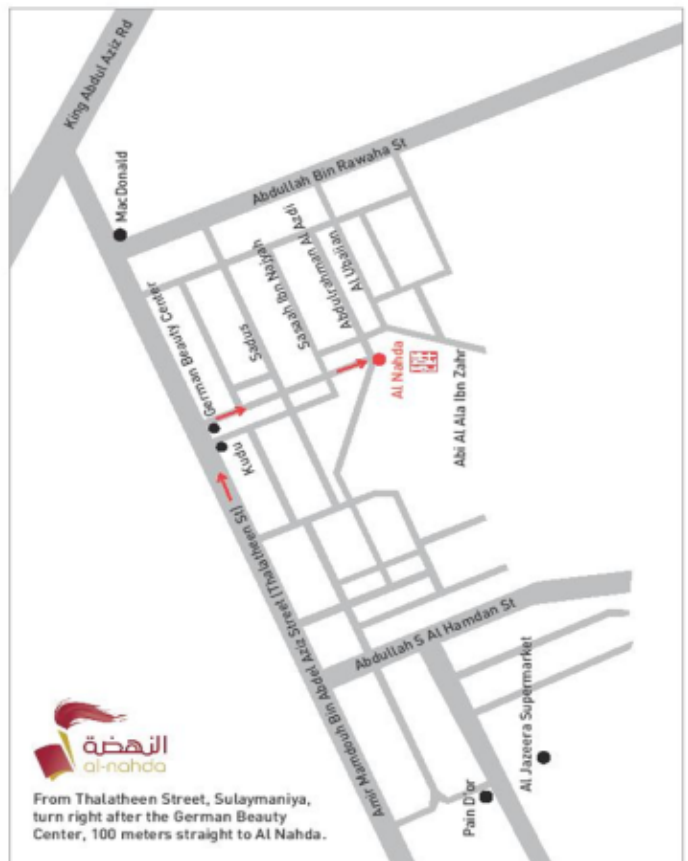 King Abdul Aziz Rd
MacDonald
Abdullah Bin Rawaha St
German Beauty Center
Sadus
Sasaah Ibn Najyah
Abdulrahman AL Azdi
Al Ubailan
Al Nahda
Abi Al Ala Ibn Zahr
Kudu
Amir Mamdouh Bin Abdel Aziz Street (Thalatheen St)
Abdullah S Al Hamdan St
Al Jazeera Supermarket
Pain D'or
النهضة
al-nahda
From Thalatheen Street, Sulaymaniya,
turn right after the German Beauty
Center, 100 meters straight to Al Nahda.